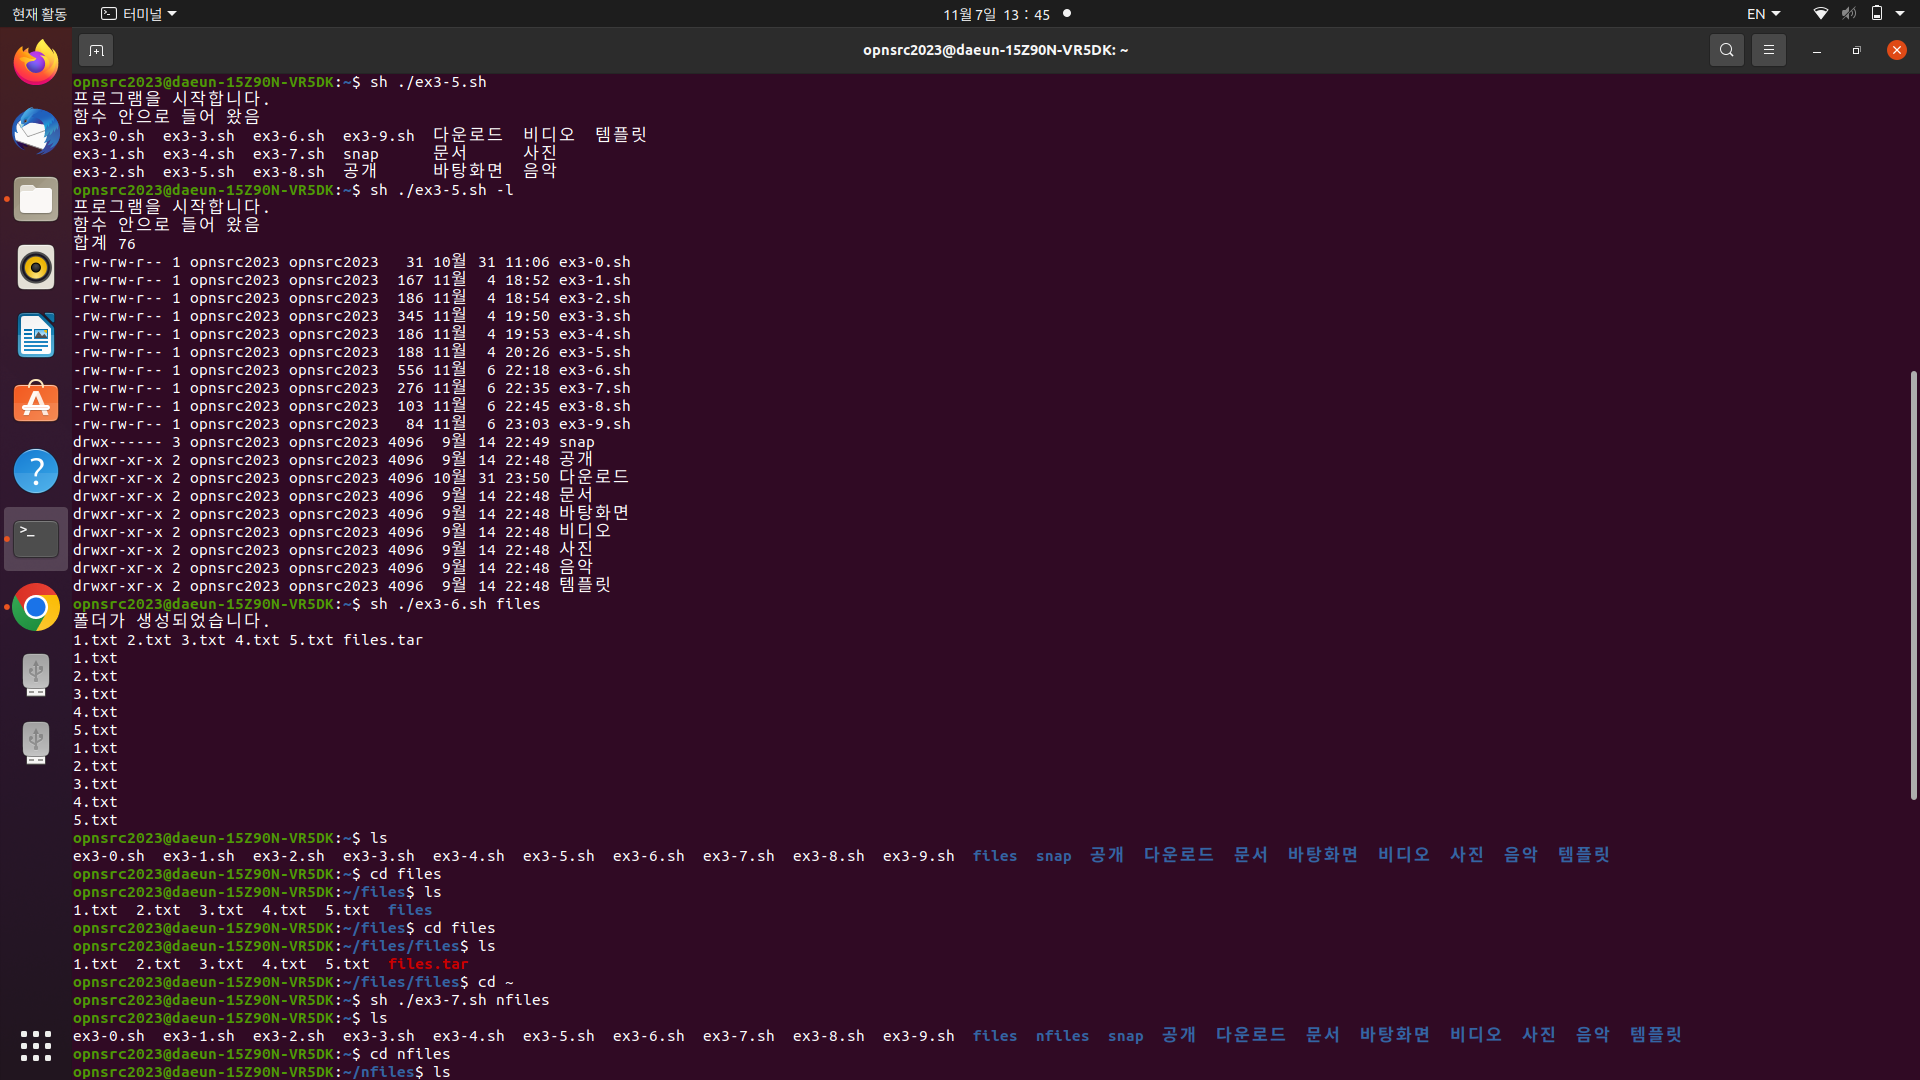 현재 활동 터미널 11월 7일 13 : 45 EN
opnsrc2023@daeun-15Z90N-VR5DK: ~
opnsrc2023@daeun-15Z90N-VR5DK:~$ sh ./ex3-5.sh
프로그램을 시작합니다.
함수 안으로 들어 왔음
ex3-0.sh  ex3-3.sh  ex3-6.sh  ex3-9.sh  다운로드  비디오  템플릿
ex3-1.sh  ex3-4.sh  ex3-7.sh  snap      문서      사진
ex3-2.sh  ex3-5.sh  ex3-8.sh  공개      바탕화면  음악
opnsrc2023@daeun-15Z90N-VR5DK:~$ sh ./ex3-5.sh -l
프로그램을 시작합니다.
함수 안으로 들어 왔음
합계 76
-rw-rw-r-- 1 opnsrc2023 opnsrc2023   31 10월 31 11:06 ex3-0.sh
-rw-rw-r-- 1 opnsrc2023 opnsrc2023  167 11월  4 18:52 ex3-1.sh
-rw-rw-r-- 1 opnsrc2023 opnsrc2023  186 11월  4 18:54 ex3-2.sh
-rw-rw-r-- 1 opnsrc2023 opnsrc2023  345 11월  4 19:50 ex3-3.sh
-rw-rw-r-- 1 opnsrc2023 opnsrc2023  186 11월  4 19:53 ex3-4.sh
-rw-rw-r-- 1 opnsrc2023 opnsrc2023  188 11월  4 20:26 ex3-5.sh
-rw-rw-r-- 1 opnsrc2023 opnsrc2023  556 11월  6 22:18 ex3-6.sh
-rw-rw-r-- 1 opnsrc2023 opnsrc2023  276 11월  6 22:35 ex3-7.sh
-rw-rw-r-- 1 opnsrc2023 opnsrc2023  103 11월  6 22:45 ex3-8.sh
-rw-rw-r-- 1 opnsrc2023 opnsrc2023   84 11월  6 23:03 ex3-9.sh
drwx------ 3 opnsrc2023 opnsrc2023 4096  9월 14 22:49 snap
drwxr-xr-x 2 opnsrc2023 opnsrc2023 4096  9월 14 22:48 공개
drwxr-xr-x 2 opnsrc2023 opnsrc2023 4096 10월 31 23:50 다운로드
drwxr-xr-x 2 opnsrc2023 opnsrc2023 4096  9월 14 22:48 문서
drwxr-xr-x 2 opnsrc2023 opnsrc2023 4096  9월 14 22:48 바탕화면
drwxr-xr-x 2 opnsrc2023 opnsrc2023 4096  9월 14 22:48 비디오
drwxr-xr-x 2 opnsrc2023 opnsrc2023 4096  9월 14 22:48 사진
drwxr-xr-x 2 opnsrc2023 opnsrc2023 4096  9월 14 22:48 음악
drwxr-xr-x 2 opnsrc2023 opnsrc2023 4096  9월 14 22:48 템플릿
opnsrc2023@daeun-15Z90N-VR5DK:~$ sh ./ex3-6.sh files
폴더가 생성되었습니다.
1.txt 2.txt 3.txt 4.txt 5.txt files.tar
1.txt
2.txt
3.txt
4.txt
5.txt
1.txt
2.txt
3.txt
4.txt
5.txt
opnsrc2023@daeun-15Z90N-VR5DK:~$ ls
ex3-0.sh  ex3-1.sh  ex3-2.sh  ex3-3.sh  ex3-4.sh  ex3-5.sh  ex3-6.sh  ex3-7.sh  ex3-8.sh  ex3-9.sh  files  snap  공개  다운로드  문서  바탕화면  비디오  사진  음악  템플릿
opnsrc2023@daeun-15Z90N-VR5DK:~$ cd files
opnsrc2023@daeun-15Z90N-VR5DK:~/files$ ls
1.txt  2.txt  3.txt  4.txt  5.txt  files
opnsrc2023@daeun-15Z90N-VR5DK:~/files$ cd files
opnsrc2023@daeun-15Z90N-VR5DK:~/files/files$ ls
1.txt  2.txt  3.txt  4.txt  5.txt  files.tar
opnsrc2023@daeun-15Z90N-VR5DK:~/files/files$ cd ~
opnsrc2023@daeun-15Z90N-VR5DK:~$ sh ./ex3-7.sh nfiles
opnsrc2023@daeun-15Z90N-VR5DK:~$ ls
ex3-0.sh  ex3-1.sh  ex3-2.sh  ex3-3.sh  ex3-4.sh  ex3-5.sh  ex3-6.sh  ex3-7.sh  ex3-8.sh  ex3-9.sh  files  nfiles  snap  공개  다운로드  문서  바탕화면  비디오  사진  음악  템플릿
opnsrc2023@daeun-15Z90N-VR5DK:~$ cd nfiles
opnsrc2023@daeun-15Z90N-VR5DK:~/nfiles$ ls